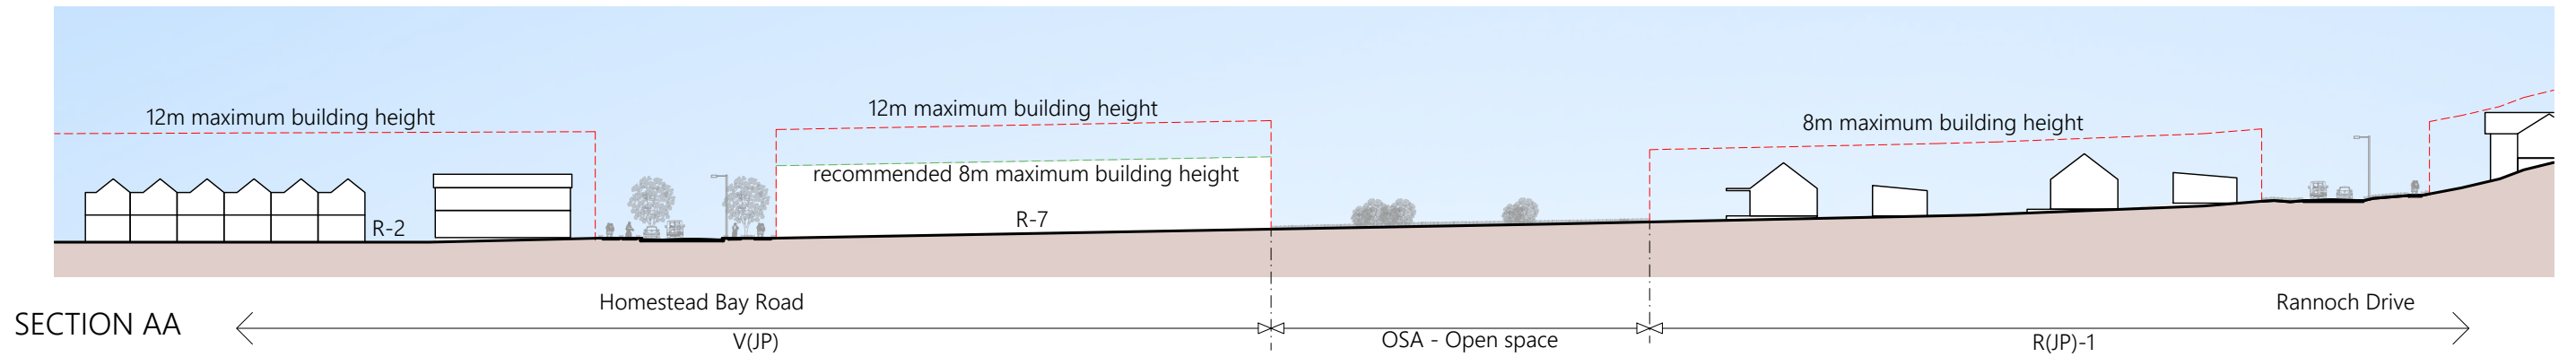 12m maximum building height
12m maximum building height
8m maximum building height
recommended 8m maximum building height
R-2
R-7
Homestead Bay Road
Rannoch Drive
SECTION AA
V(JP)
OSA - Open space
R(JP)-1